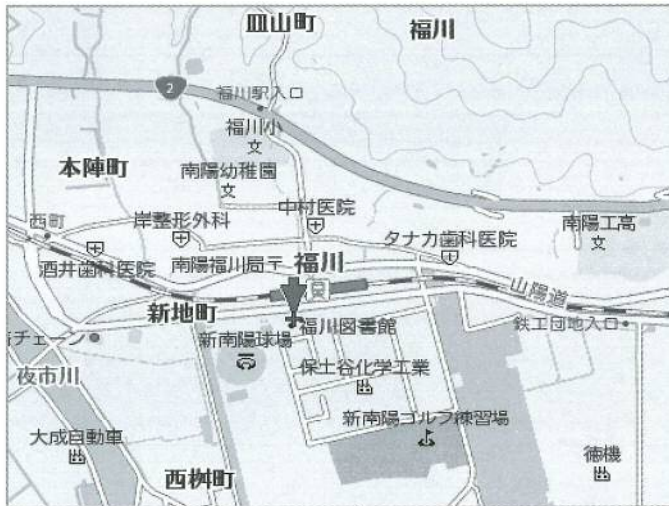 皿山町
福川
2
福川駅入口
福川小
本陣町
南陽幼稚園
西町
岸整形外科
中村医院
南陽工高
タナカ歯科医院
酒井歯科医院
南陽福川局
福川
山陽道
新地町
福川図書館
鉄工団地入口
チェーン
新南陽球場
夜市川
保土谷化学工業
大成自動車
新南陽ゴルフ練習場
徳機
西桝町